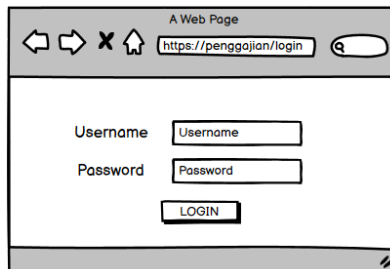 A Web Page
https://penggajian/login
Username Username
Password Password
LOGIN